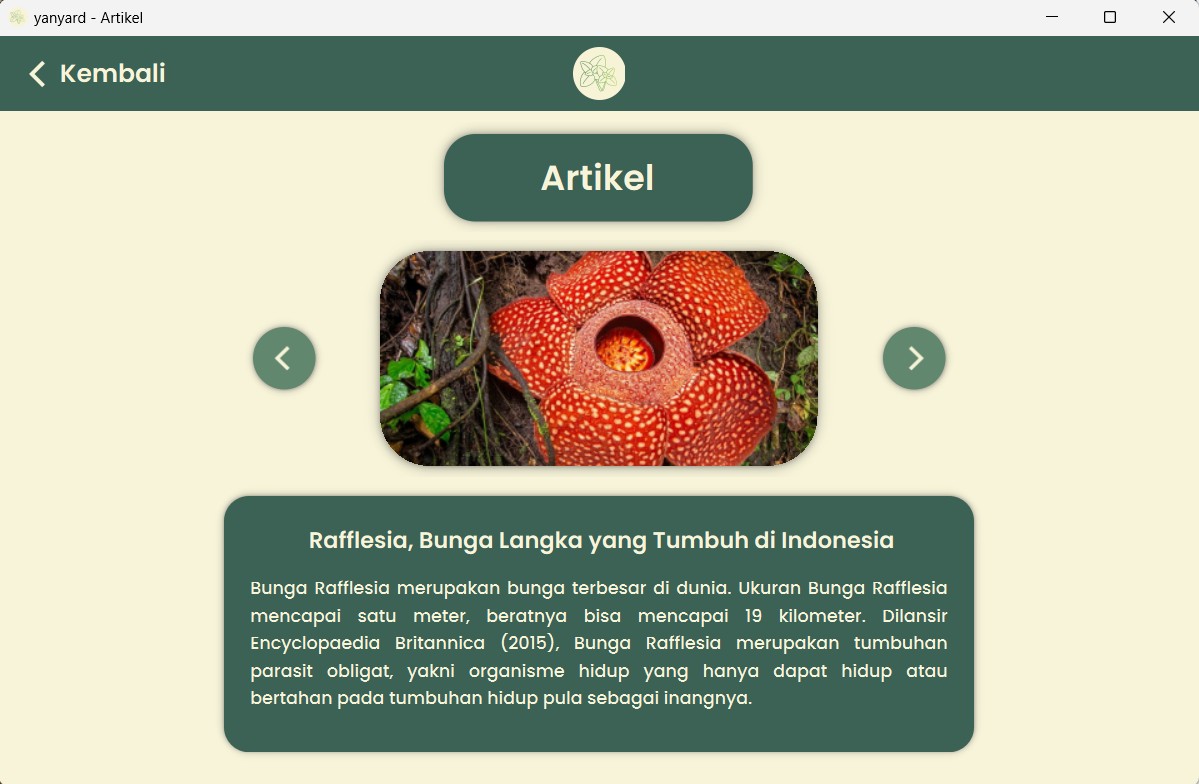 yanyard - Artikel
Kembali
Artikel
Rafflesia, Bunga Langka yang Tumbuh di Indonesia
Bunga Rafflesia merupakan bunga terbesar di dunia. Ukuran Bunga Rafflesia
mencapai satu meter, beratnya bisa mencapai 19 kilometer. Dilansir
Encyclopaedia Britannica (2015), Bunga Rafflesia merupakan tumbuhan
parasit obligat, yakni organisme hidup yang hanya dapat hidup atau
bertahan pada tumbuhan hidup pula sebagai inangnya.